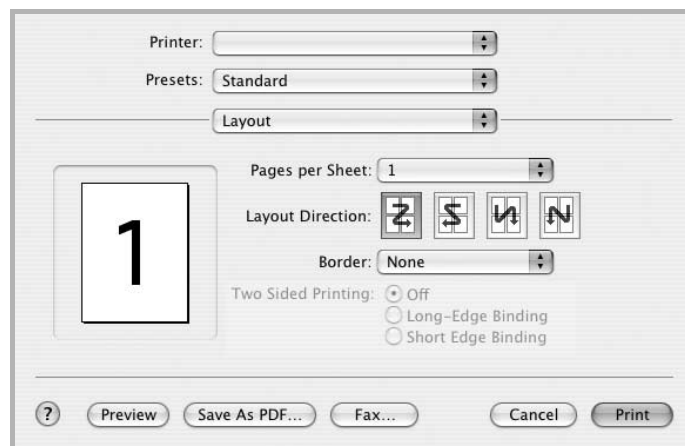 Printer:
Presets: Standard
Layout
Pages per Sheet: 1
Layout Direction:
Border: None
Two Sided Printing: Off
Long-Edge Binding
Short Edge Binding
1
? Preview Save As PDF... Fax... Cancel Print